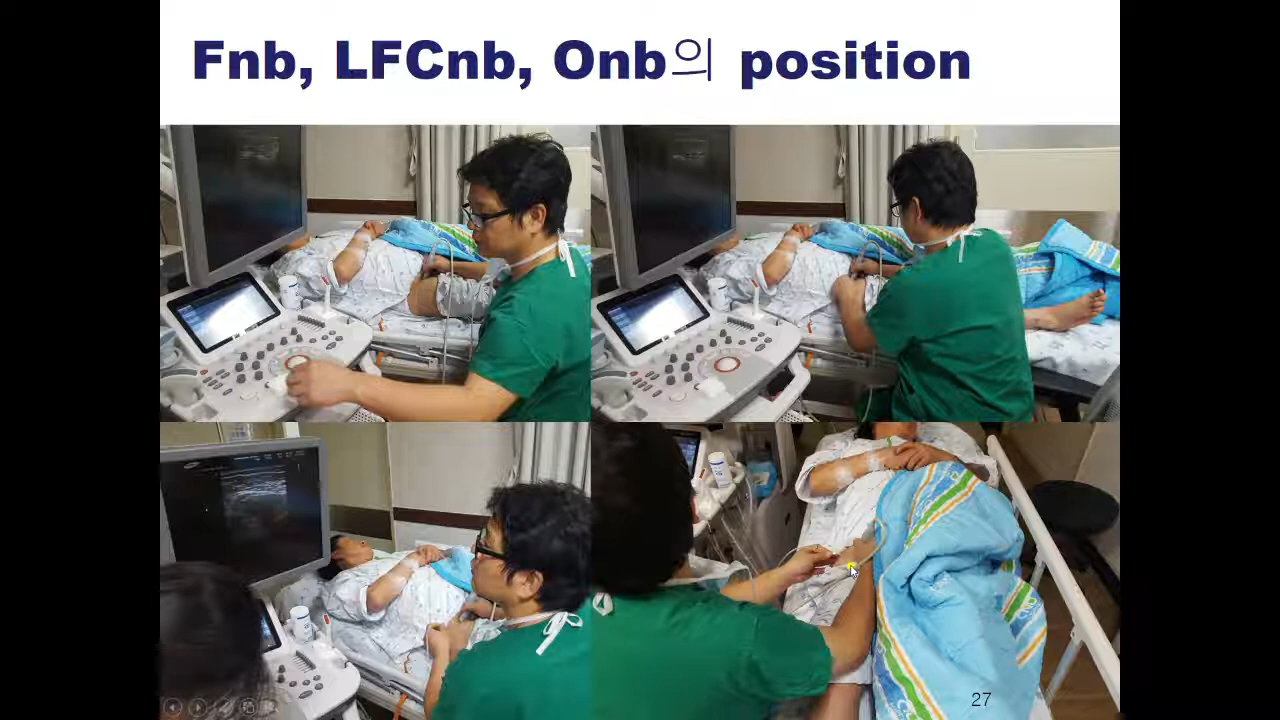 Fnb, LFCnb, Onb의 position
27